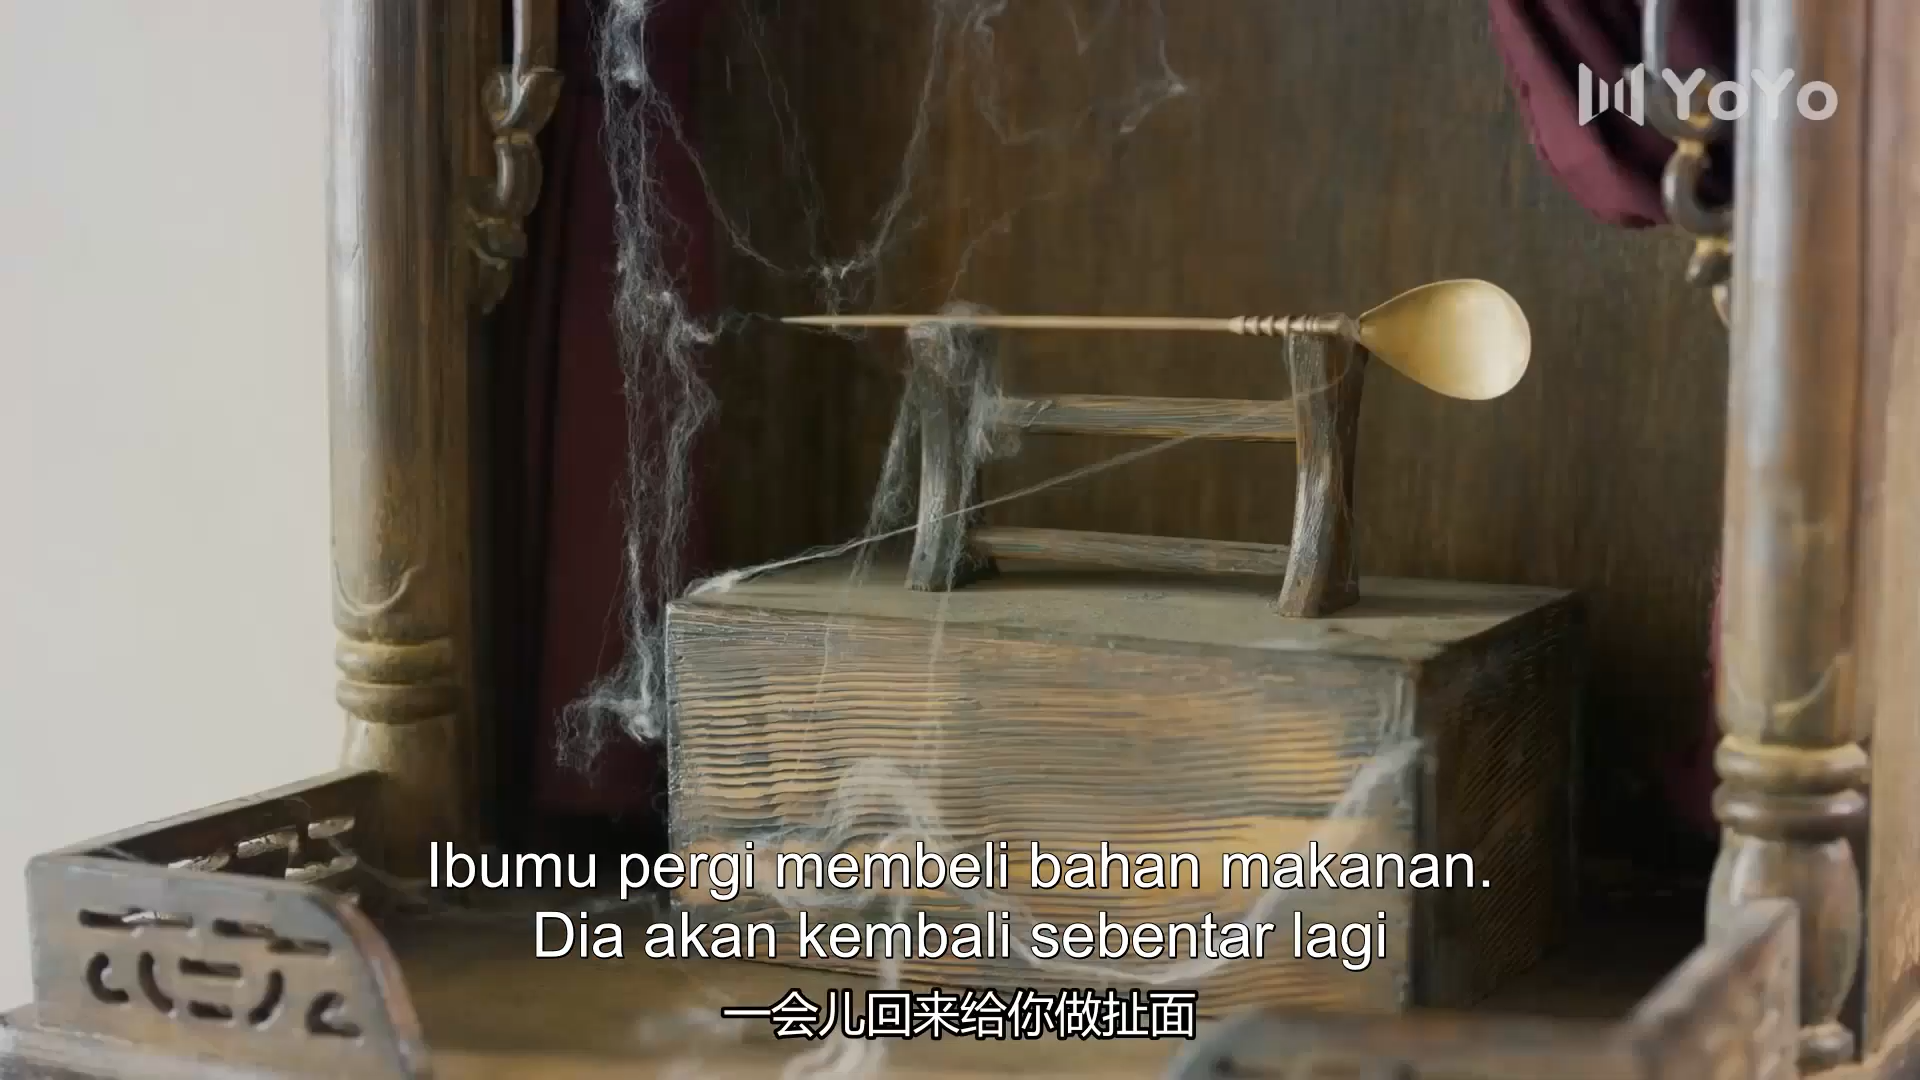 YoYo
Ibumu pergi membeli bahan makanan.
Dia akan kembali sebentar lagi
一会儿回来给你做扯面